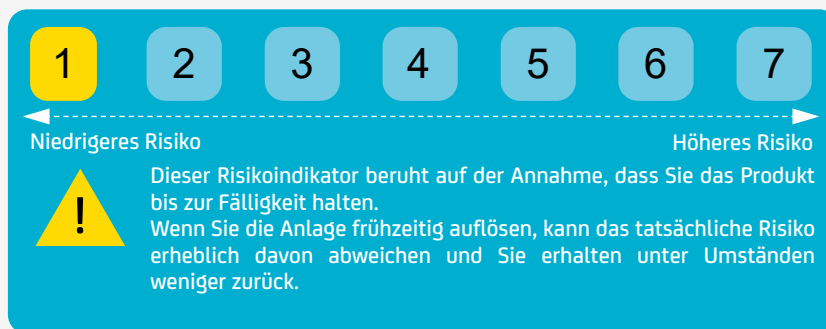 1 2 3 4 5 6 7
Niedrigeres Risiko Höheres Risiko
!
Dieser Risikoindikator beruht auf der Annahme, dass Sie das Produkt
bis zur Fälligkeit halten.
Wenn Sie die Anlage frühzeitig auflösen, kann das tatsächliche Risiko
erheblich davon abweichen und Sie erhalten unter Umständen
weniger zurück.